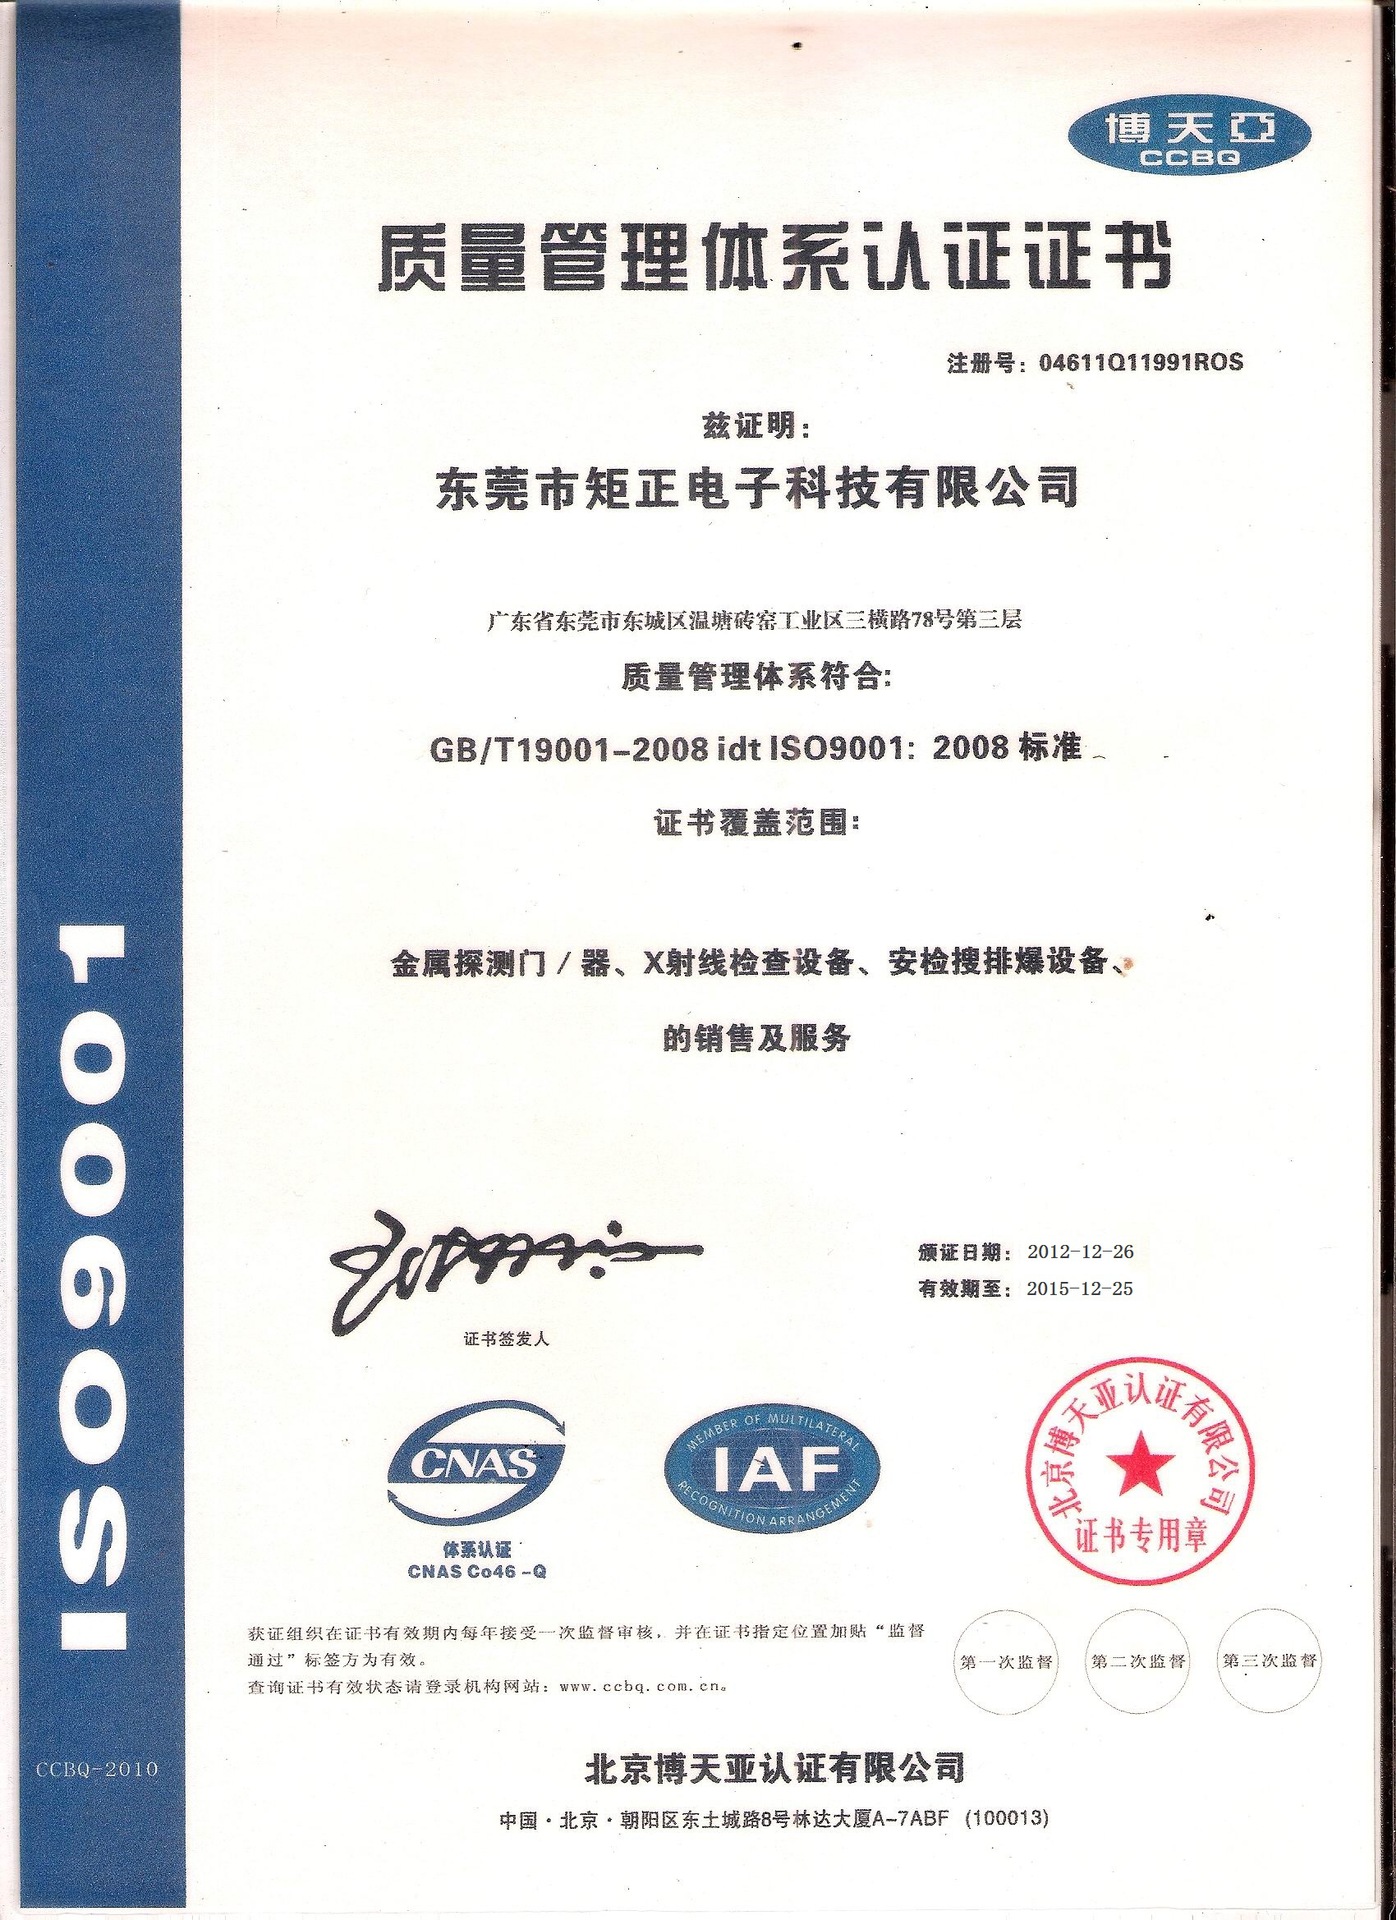 博天亞
CCBQ
质量管理体系认证证书
注册号：04611Q11991ROS
兹证明：
东莞市矩正电子科技有限公司
广东省东莞市东城区温塘砖窑工业区三横路78号第三层
质量管理体系符合:
GB/T19001-2008 idt ISO9001: 2008 标准
证书覆盖范围:
金属探测门/器、X射线检查设备、安检搜排爆设备、
的销售及服务
颁证日期： 2012-12-26
有效期至： 2015-12-25
证书签发人
CNAS
体系认证
CNAS Co46-Q
MEMBER OF MULTILATERAL
IAF
RECOGNITION ARRANGEMENT
北京博天亚认证有限公司
证书专用章
获证组织在证书有效期内每年接受一次监督审核，并在证书指定位置加贴“监督
通过”标签方为有效。
查询证书有效状态请登录机构网站：www.ccbq.com.cn。
第一次监督
第二次监督
第三次监督
北京博天亚认证有限公司
中国·北京·朝阳区东土城路8号林达大厦A-7ABF (100013)
ISO9001
CCBQ-2010